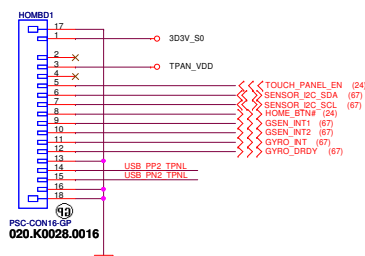 HOMBD1
17
1
3D3V_S0
2
3
TPAN_VDD
4
5
TOUCH_PANEL_EN (24)
6
SENSOR_I2C_SDA (67)
7
SENSOR_I2C_SCL (67)
8
HOME_BTN# (24)
9
GSEN_INT1 (67)
10
GSEN_INT2 (67)
11
GYRO_INT (67)
12
GYRO_DRDY (67)
13
14
USB_PP2_TPNL
15
USB_PN2_TPNL
16
18
PSC-CON16-GP
020.K0028.0016